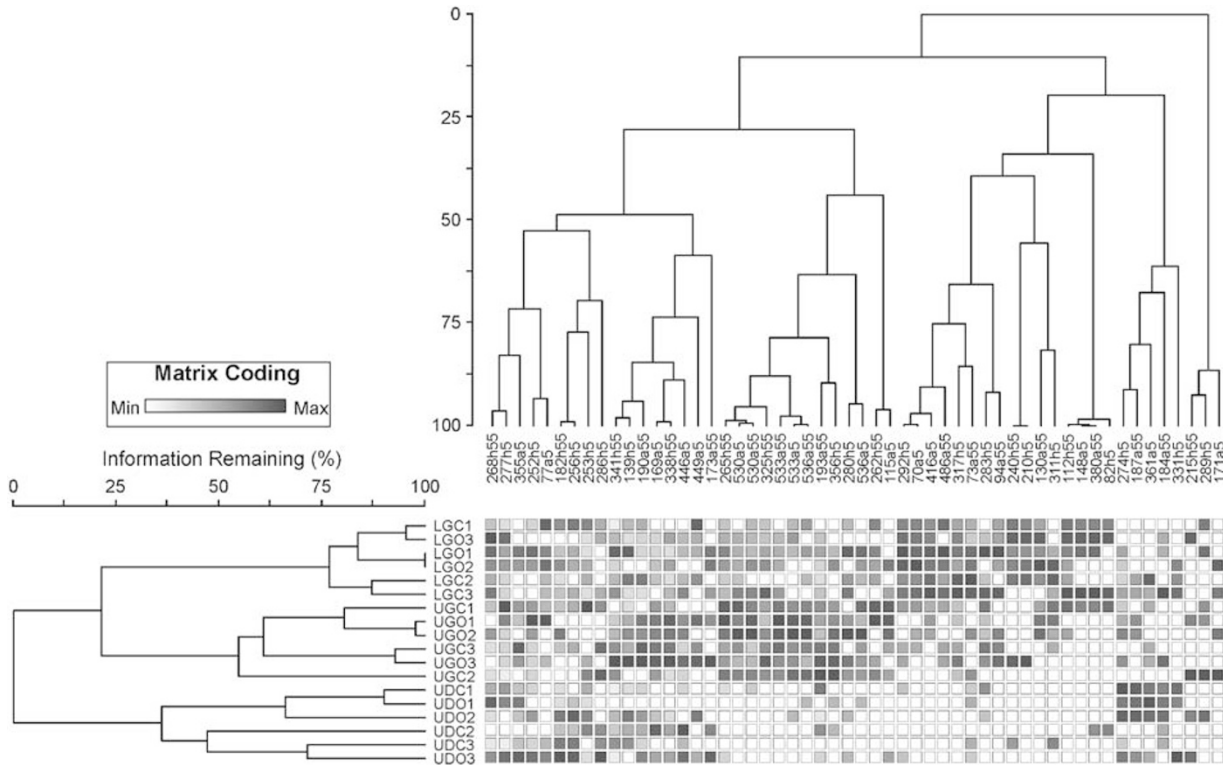 0
25
50
75
100
Matrix Coding
Min Max
Information Remaining (%)
0 25 50 75 100
268h55
277h5
355a5
252h5
77a5
162h55
256h5
253h5
286h5
341h55
139h5
190a55
169a5
338h55
446a5
449a5
173a55
265h55
530a5
530a55
325h55
533a55
533a5
536a55
193a55
356h5
280h5
536a5
262h55
115a5
292h5
70a5
416a5
486a55
317h5
73a55
283h5
94a55
240h55
210h5
130a55
311h5
112h55
148a5
380a55
82h5
274h5
187a55
361a5
184a55
331h5
215h55
289h5
171a5
LGC1
LGO3
LGO1
LGO2
LGC2
LGC3
UGC1
UGO1
UGO2
UGC3
UGO3
UGC2
UDC1
UDO1
UDO2
UDC2
UDC3
UDO3